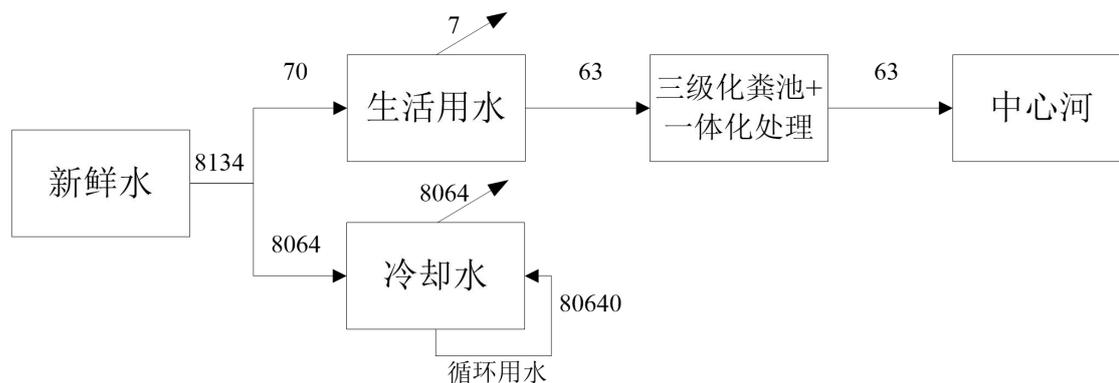 7
70
生活用水
63
三级化粪池+
一体化处理
63
中心河
新鲜水
8134
8064
8064
冷却水
80640
循环用水